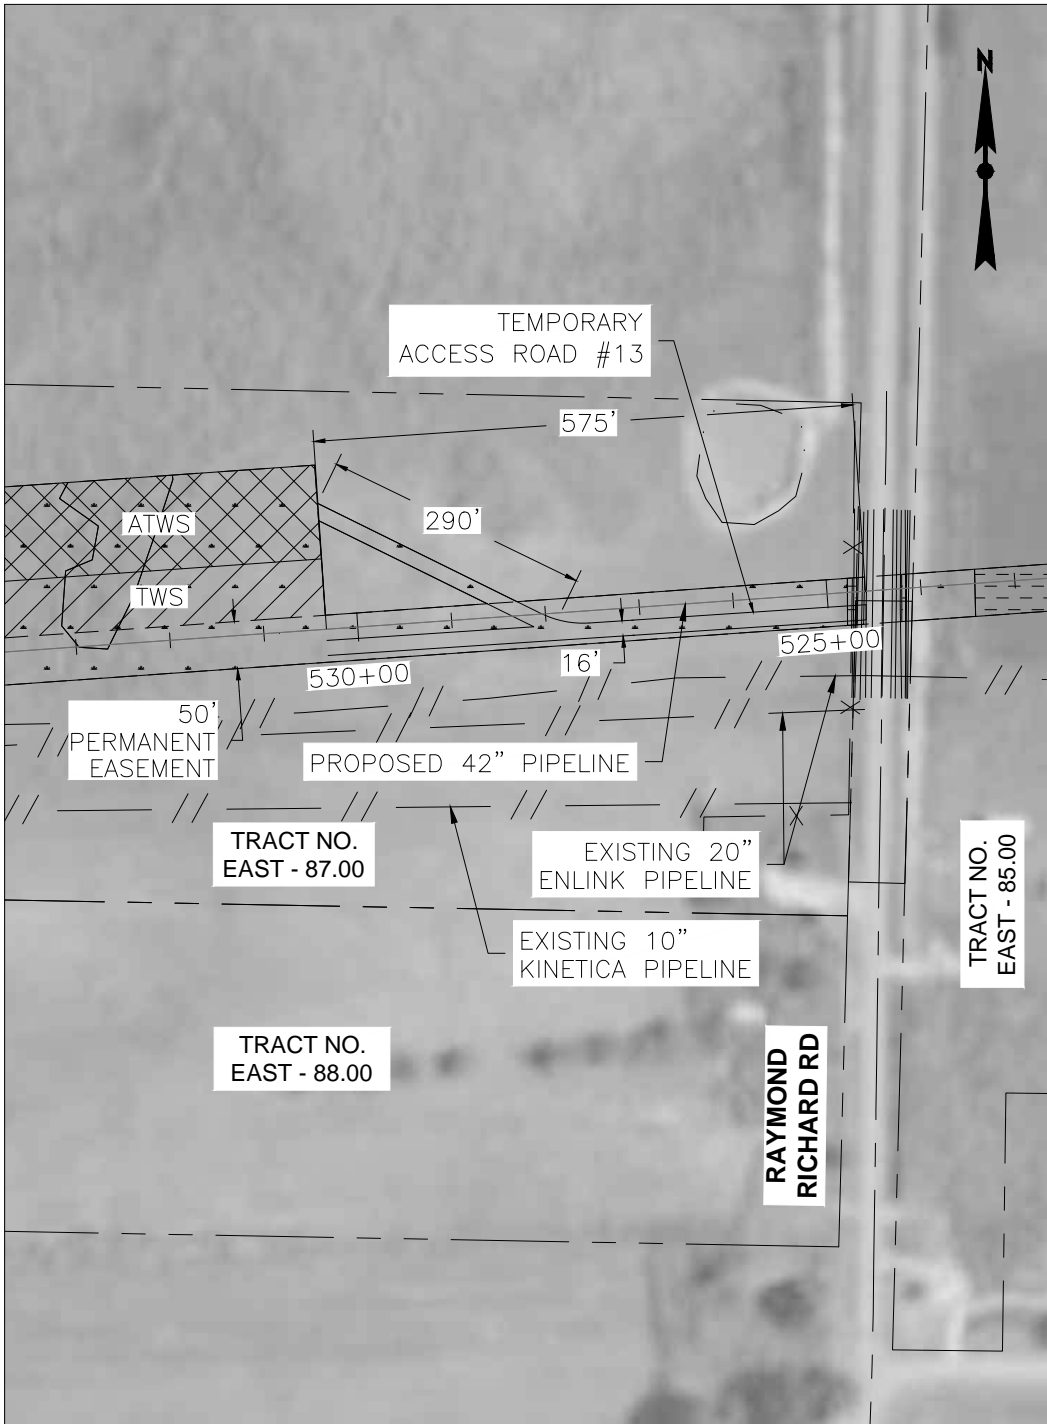 N
TEMPORARY
ACCESS ROAD #13
575'
290'
ATWS
TWS
16'
525+00
530+00
50'
PERMANENT
EASEMENT
PROPOSED 42" PIPELINE
TRACT NO.
EAST - 87.00
EXISTING 20"
ENLINK PIPELINE
TRACT NO.
EAST - 85.00
EXISTING 10"
KINETICA PIPELINE
TRACT NO.
EAST - 88.00
RAYMOND
RICHARD RD